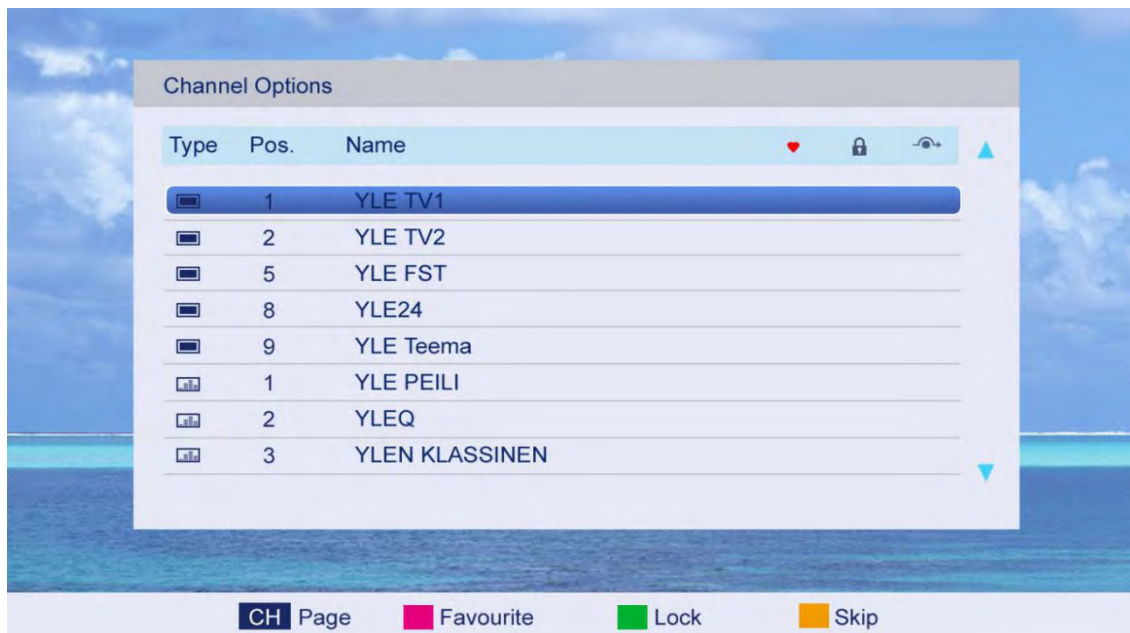 Channel Options
Type Pos. Name
1 YLE TV1
2 YLE TV2
5 YLE FST
8 YLE24
9 YLE Teema
1 YLE PEILI
2 YLEQ
3 YLEN KLASSINEN
CH Page Favourite Lock Skip